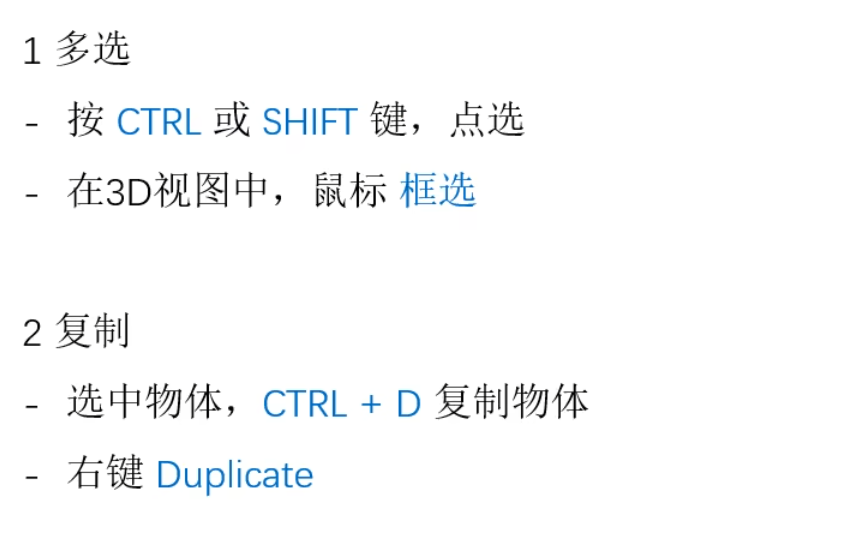 1 多选
- 按 CTRL 或 SHIFT 键，点选
- 在3D视图中，鼠标 框选
2 复制
- 选中物体，CTRL + D 复制物体
- 右键 Duplicate